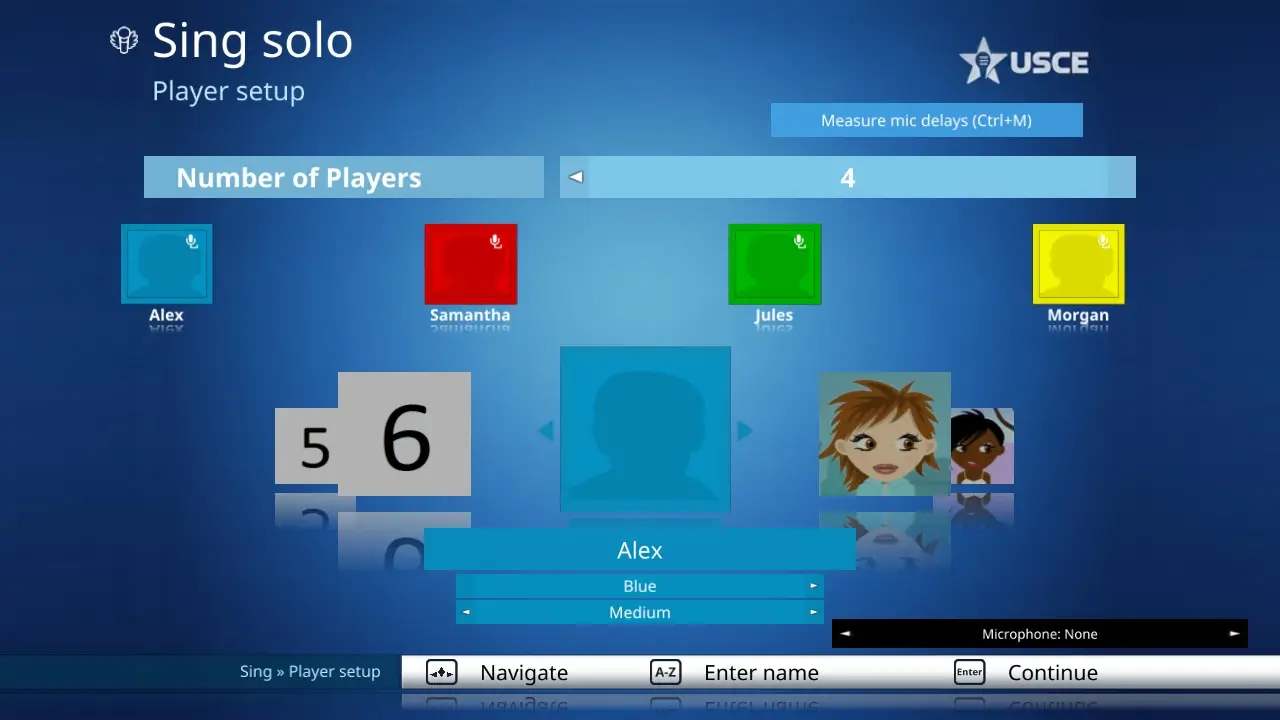 Sing solo
USCE
Player setup
Measure mic delays (Ctrl+M)
Number of Players
4
Alex
Samantha
Jules
Morgan
5
6
Alex
Blue
Medium
Microphone: None
Sing » Player setup
Navigate
A-Z
Enter name
Enter
Continue